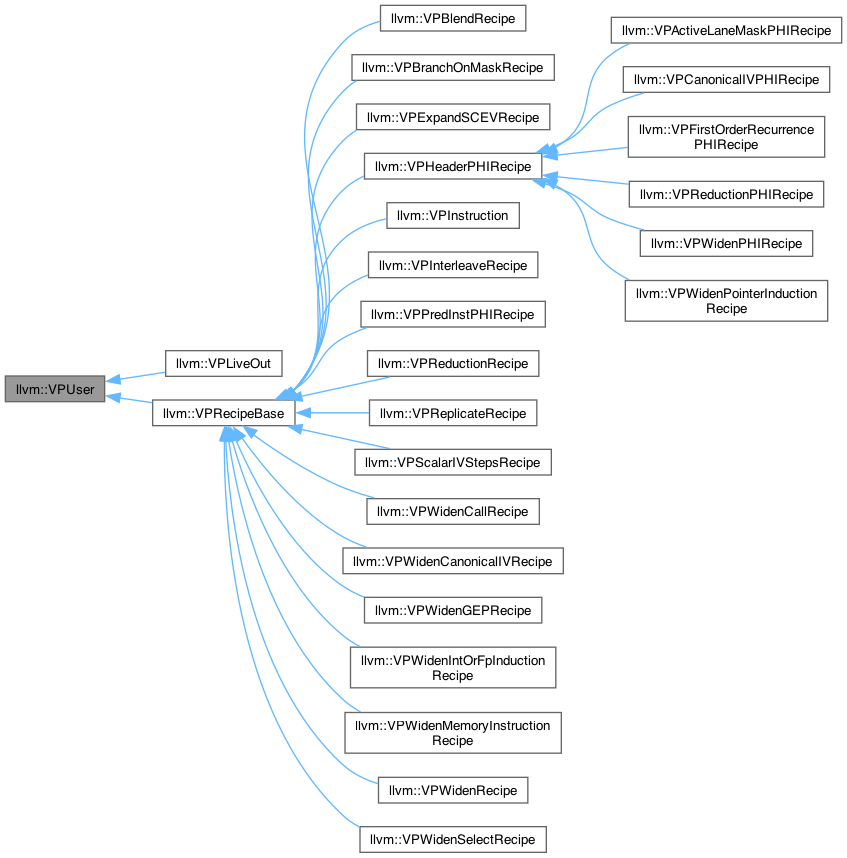 llvm::VPUser
llvm::VPLiveOut
llvm::VPRecipeBase
llvm::VPBlendRecipe
llvm::VPBranchOnMaskRecipe
llvm::VPExpandSCEVRecipe
llvm::VPHeaderPHIRecipe
llvm::VPInstruction
llvm::VPInterleaveRecipe
llvm::VPPredInstPHIRecipe
llvm::VPReductionRecipe
llvm::VPReplicateRecipe
llvm::VPScalarIVStepsRecipe
llvm::VPWidenCallRecipe
llvm::VPWidenCanonicalIVRecipe
llvm::VPWidenGEPRecipe
llvm::VPWidenIntOrFpInduction
Recipe
llvm::VPWidenMemoryInstruction
Recipe
llvm::VPWidenRecipe
llvm::VPWidenSelectRecipe
llvm::VPActiveLaneMaskPHIRecipe
llvm::VPCanonicalIVPHIRecipe
llvm::VPFirstOrderRecurrence
PHIRecipe
llvm::VPReductionPHIRecipe
llvm::VPWidenPHIRecipe
llvm::VPWidenPointerInduction
Recipe